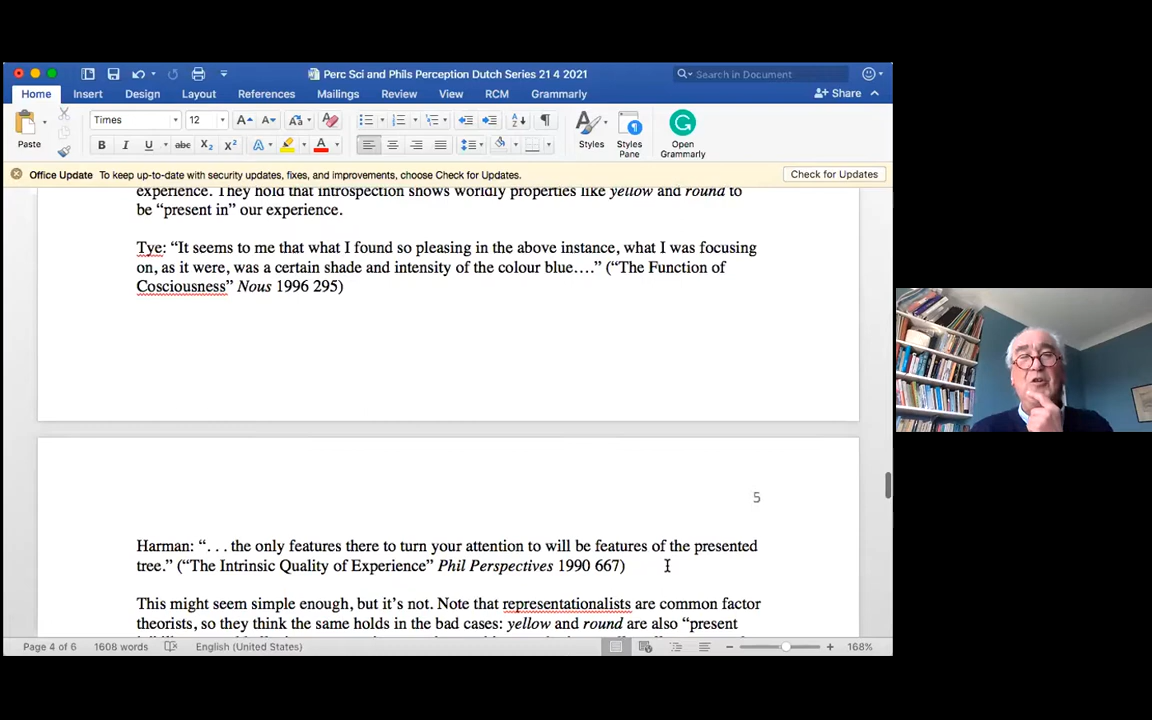 Perc Sci and Phils Perception Dutch Series 21 4 2021
Search in Document
Home Insert Design Layout References Mailings Review View RCM Grammarly
Share
Paste
Times
12
Styles
Styles Pane
Open Grammarly
Office Update To keep up-to-date with security updates, fixes, and improvements, choose Check for Updates.
Check for Updates
experience. They hold that introspection shows worldly properties like yellow and round to
be “present in” our experience.
Tye: “It seems to me that what I found so pleasing in the above instance, what I was focusing
on, as it were, was a certain shade and intensity of the colour blue….” (“The Function of
Cosciousness” Nous 1996 295)
5
Harman: “. . . the only features there to turn your attention to will be features of the presented
tree.” (“The Intrinsic Quality of Experience” Phil Perspectives 1990 667)
This might seem simple enough, but it’s not. Note that representationalists are common factor
theorists, so they think the same holds in the bad cases: yellow and round are also “present
Page 4 of 6 1608 words English (United States) 168%